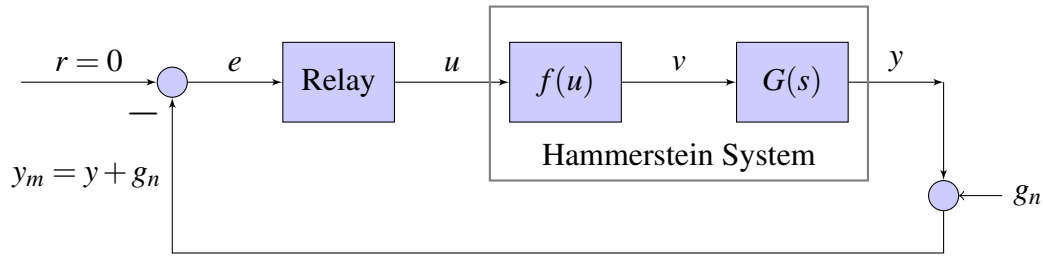 r = 0
e
Relay
u
f(u)
v
G(s)
y
Hammerstein System
−
y_m = y + g_n
g_n